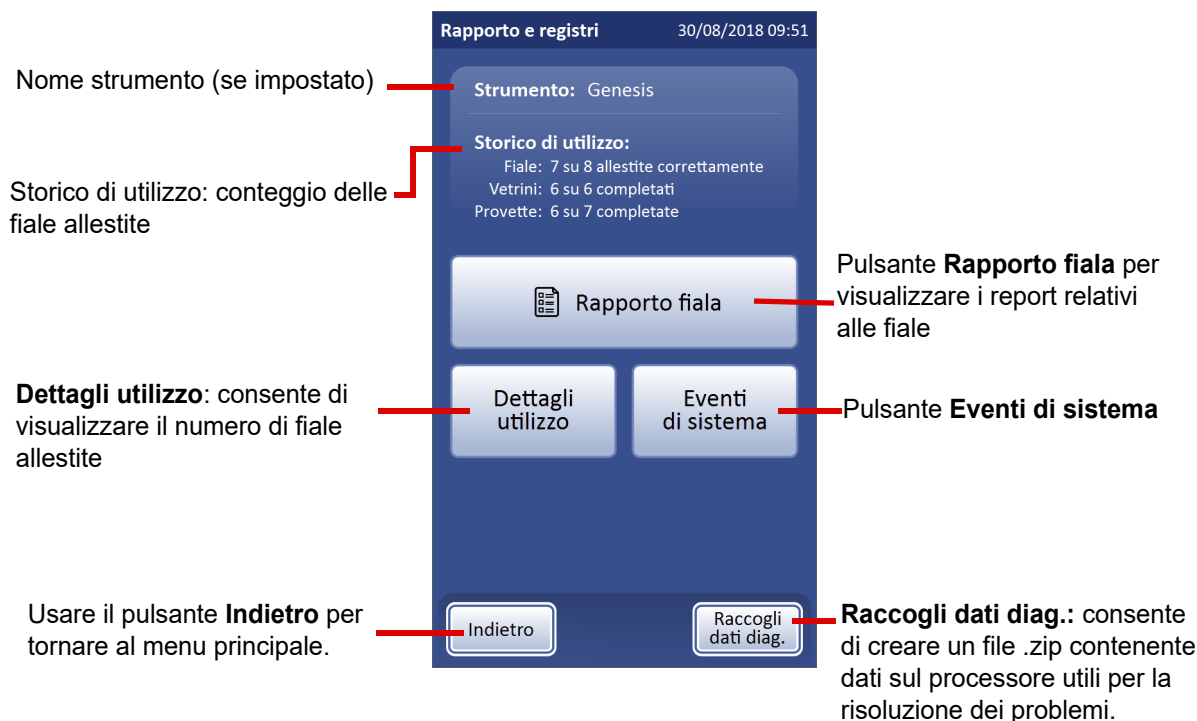 Rapporto e registri 30/08/2018 09:51
Nome strumento (se impostato)
Strumento: Genesis
Storico di utilizzo:
Fiale: 7 su 8 allestite correttamente
Vetrini: 6 su 6 completati
Provette: 6 su 7 completate
Storico di utilizzo: conteggio delle
fiale allestite
Rapporto fiala
Pulsante Rapporto fiala per
visualizzare i report relativi
alle fiale
Dettagli utilizzo: consente di
visualizzare il numero di fiale
allestite
Dettagli
utilizzo
Eventi
di sistema
Pulsante Eventi di sistema
Usare il pulsante Indietro per
tornare al menu principale.
Indietro
Raccogli
dati diag.
Raccogli dati diag.: consente
di creare un file .zip contenente
dati sul processore utili per la
risoluzione dei problemi.